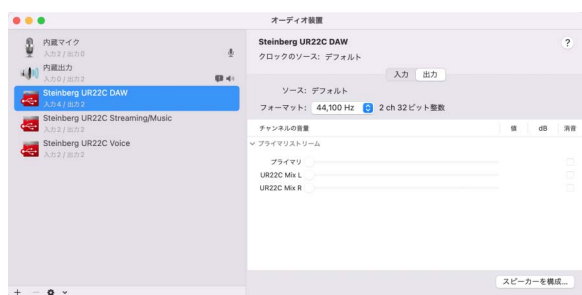 オーディオ装置
内蔵マイク
入力2 / 出力0
内蔵出力
入力0 / 出力2
Steinberg UR22C DAW
入力4 / 出力2
Steinberg UR22C Streaming/Music
入力2 / 出力2
Steinberg UR22C Voice
入力2 / 出力2
+ −
Steinberg UR22C DAW
?
クロックのソース: デフォルト
入力 出力
ソース: デフォルト
フォーマット: 44,100 Hz 2 ch 32ビット整数
チャンネルの音量 値 dB 消音
プライマリストリーム
プライマリ
UR22C Mix L
UR22C Mix R
スピーカーを構成...